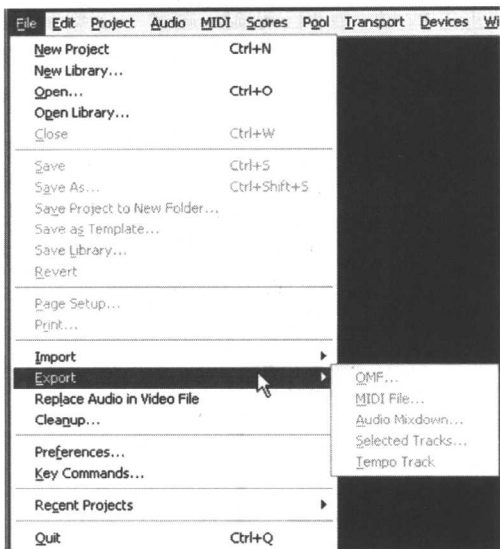 File Edit Project Audio MIDI Scores Pool Transport Devices Wi
New Project Ctrl+N
New Library...
Open... Ctrl+O
Open Library...
Close Ctrl+W
Save Ctrl+S
Save As... Ctrl+Shift+S
Save Project to New Folder...
Save as Template...
Save Library...
Revert
Page Setup...
Print...
Import
Export
Replace Audio in Video File
Cleanup...
Preferences...
Key Commands...
Recent Projects
Quit Ctrl+Q
OMF...
MIDI File...
Audio Mixdown...
Selected Tracks...
Tempo Track